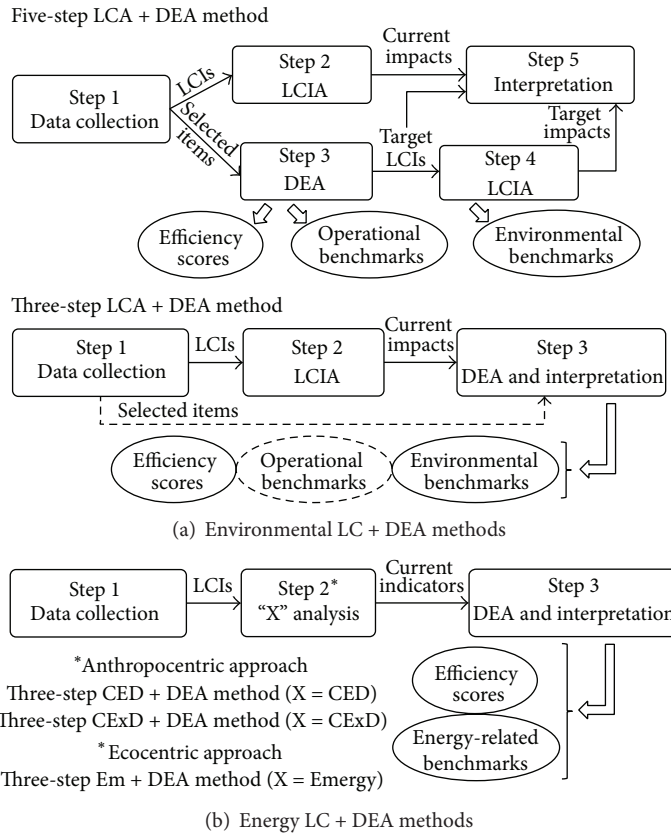 Five-step LCA + DEA method
Step 1
Data collection
LCIs
Selected
items
Step 2
LCIA
Current
impacts
Step 5
Interpretation
Step 3
DEA
Target
LCIs
Step 4
LCIA
Target
impacts
Efficiency
scores
Operational
benchmarks
Environmental
benchmarks
Three-step LCA + DEA method
Step 1
Data collection
LCIs
Step 2
LCIA
Current
impacts
Step 3
DEA and interpretation
Selected items
Efficiency
scores
Operational
benchmarks
Environmental
benchmarks
(a) Environmental LC + DEA methods
Step 1
Data collection
LCIs
Step 2*
"X" analysis
Current
indicators
Step 3
DEA and interpretation
*Anthropocentric approach
Three-step CED + DEA method (X = CED)
Three-step CExD + DEA method (X = CExD)
*Ecocentric approach
Three-step Em + DEA method (X = Emergy)
Efficiency
scores
Energy-related
benchmarks
(b) Energy LC + DEA methods